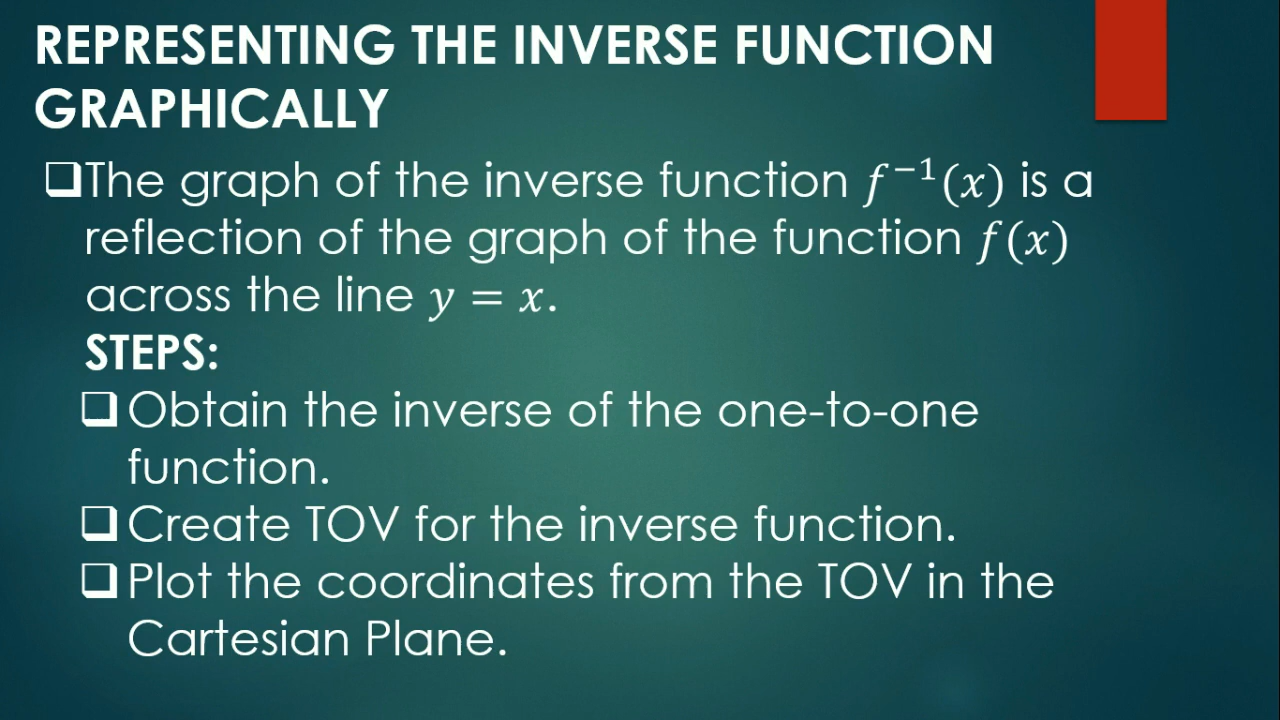 REPRESENTING THE INVERSE FUNCTION
GRAPHICALLY
❑The graph of the inverse function f⁻¹(x) is a
reflection of the graph of the function f(x)
across the line y = x.
STEPS:
❑ Obtain the inverse of the one-to-one
function.
❑ Create TOV for the inverse function.
❑ Plot the coordinates from the TOV in the
Cartesian Plane.